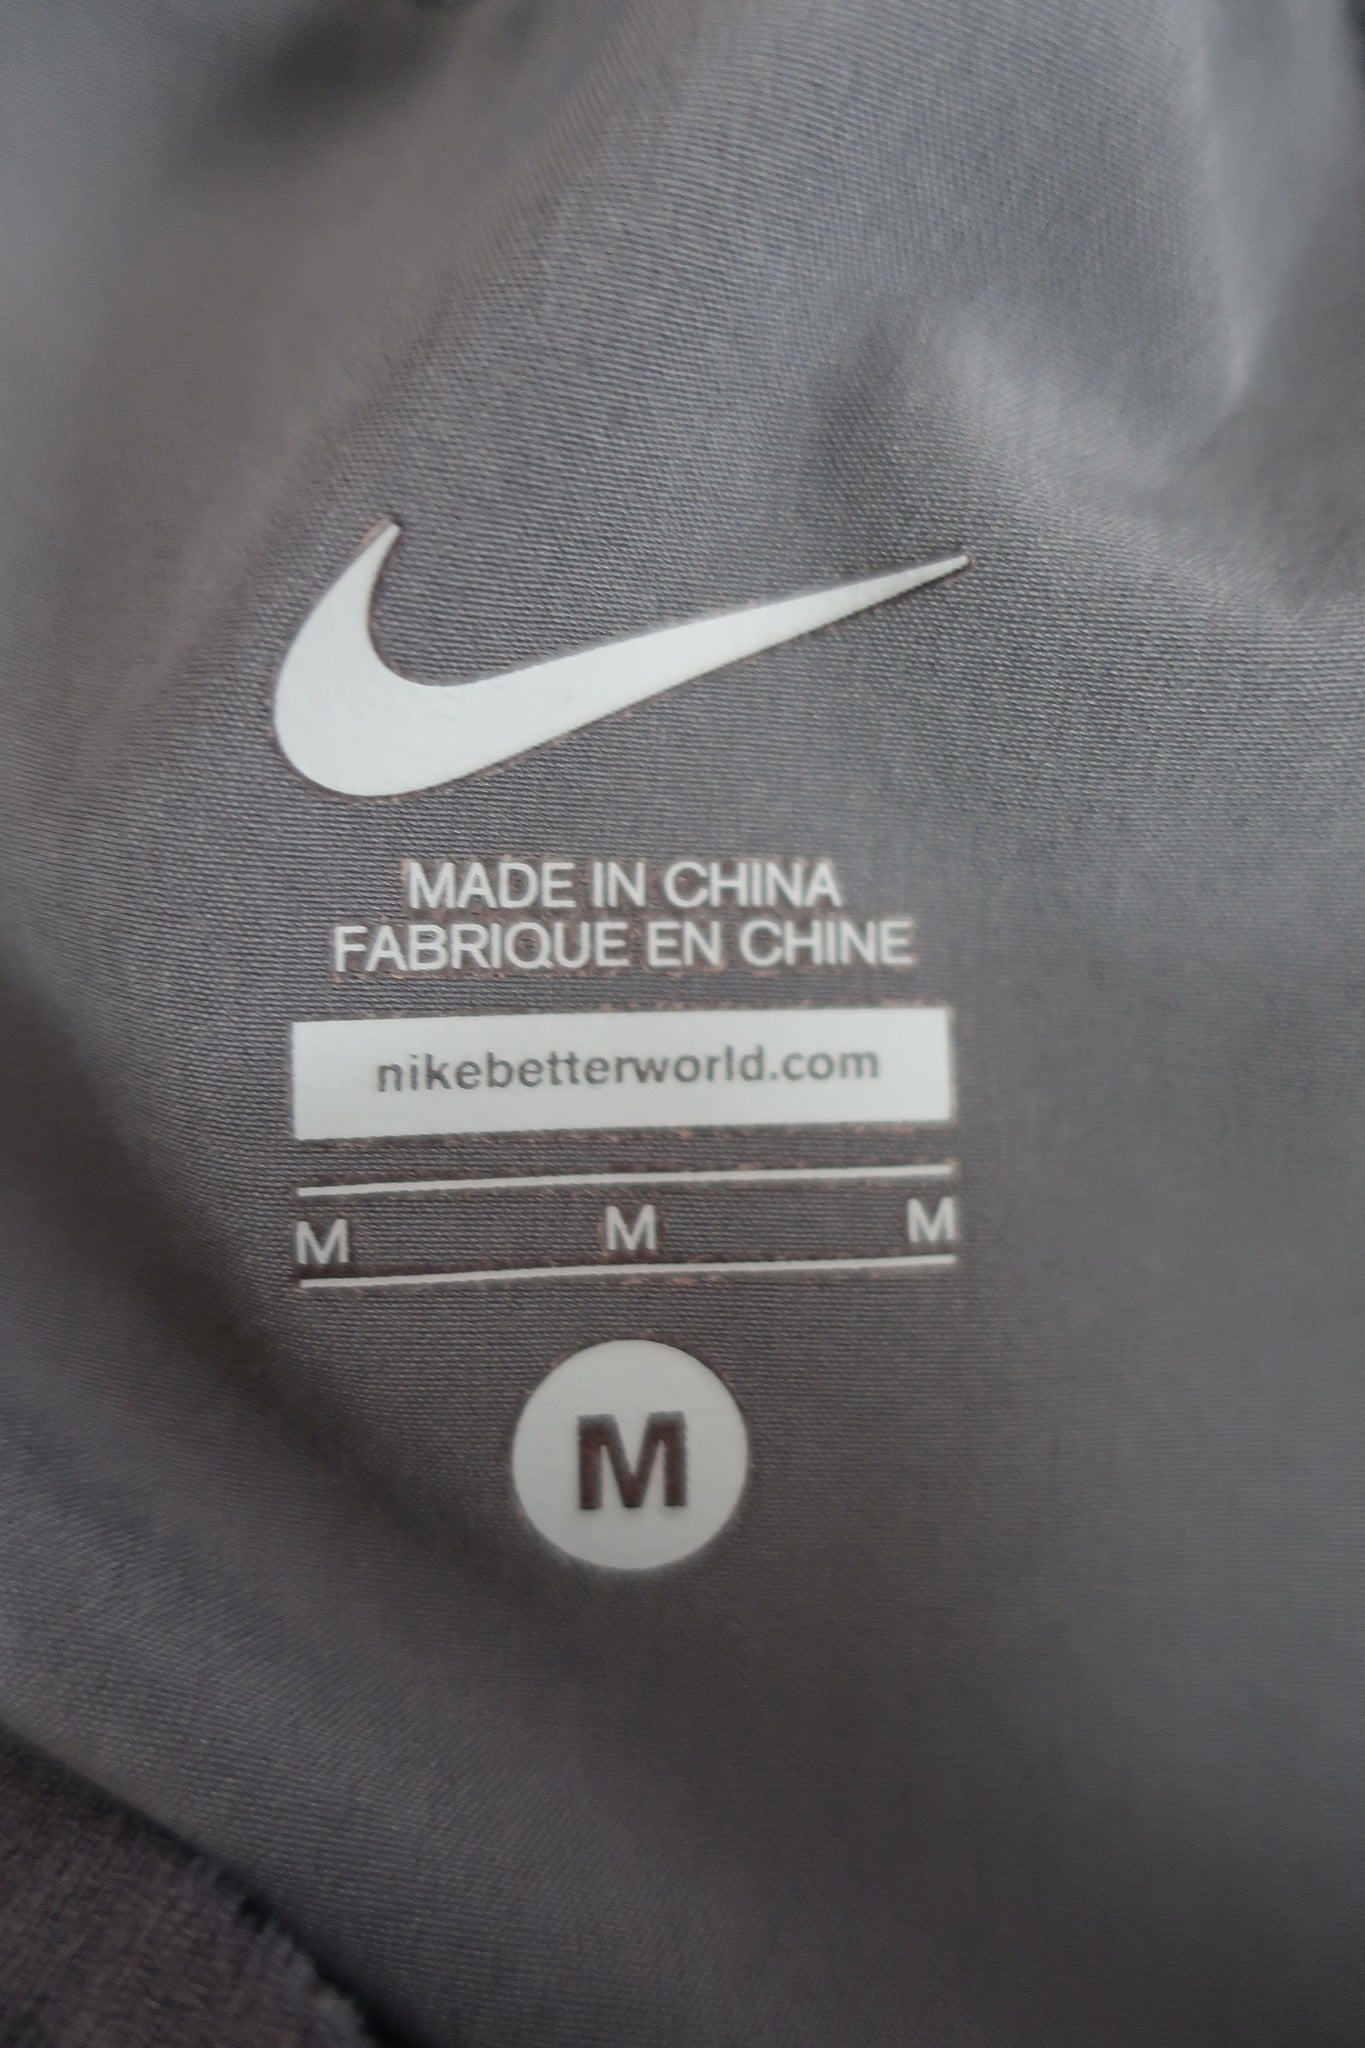 MADE IN CHINA
FABRIQUE EN CHINE
nikebetterworld.com
M M M
M